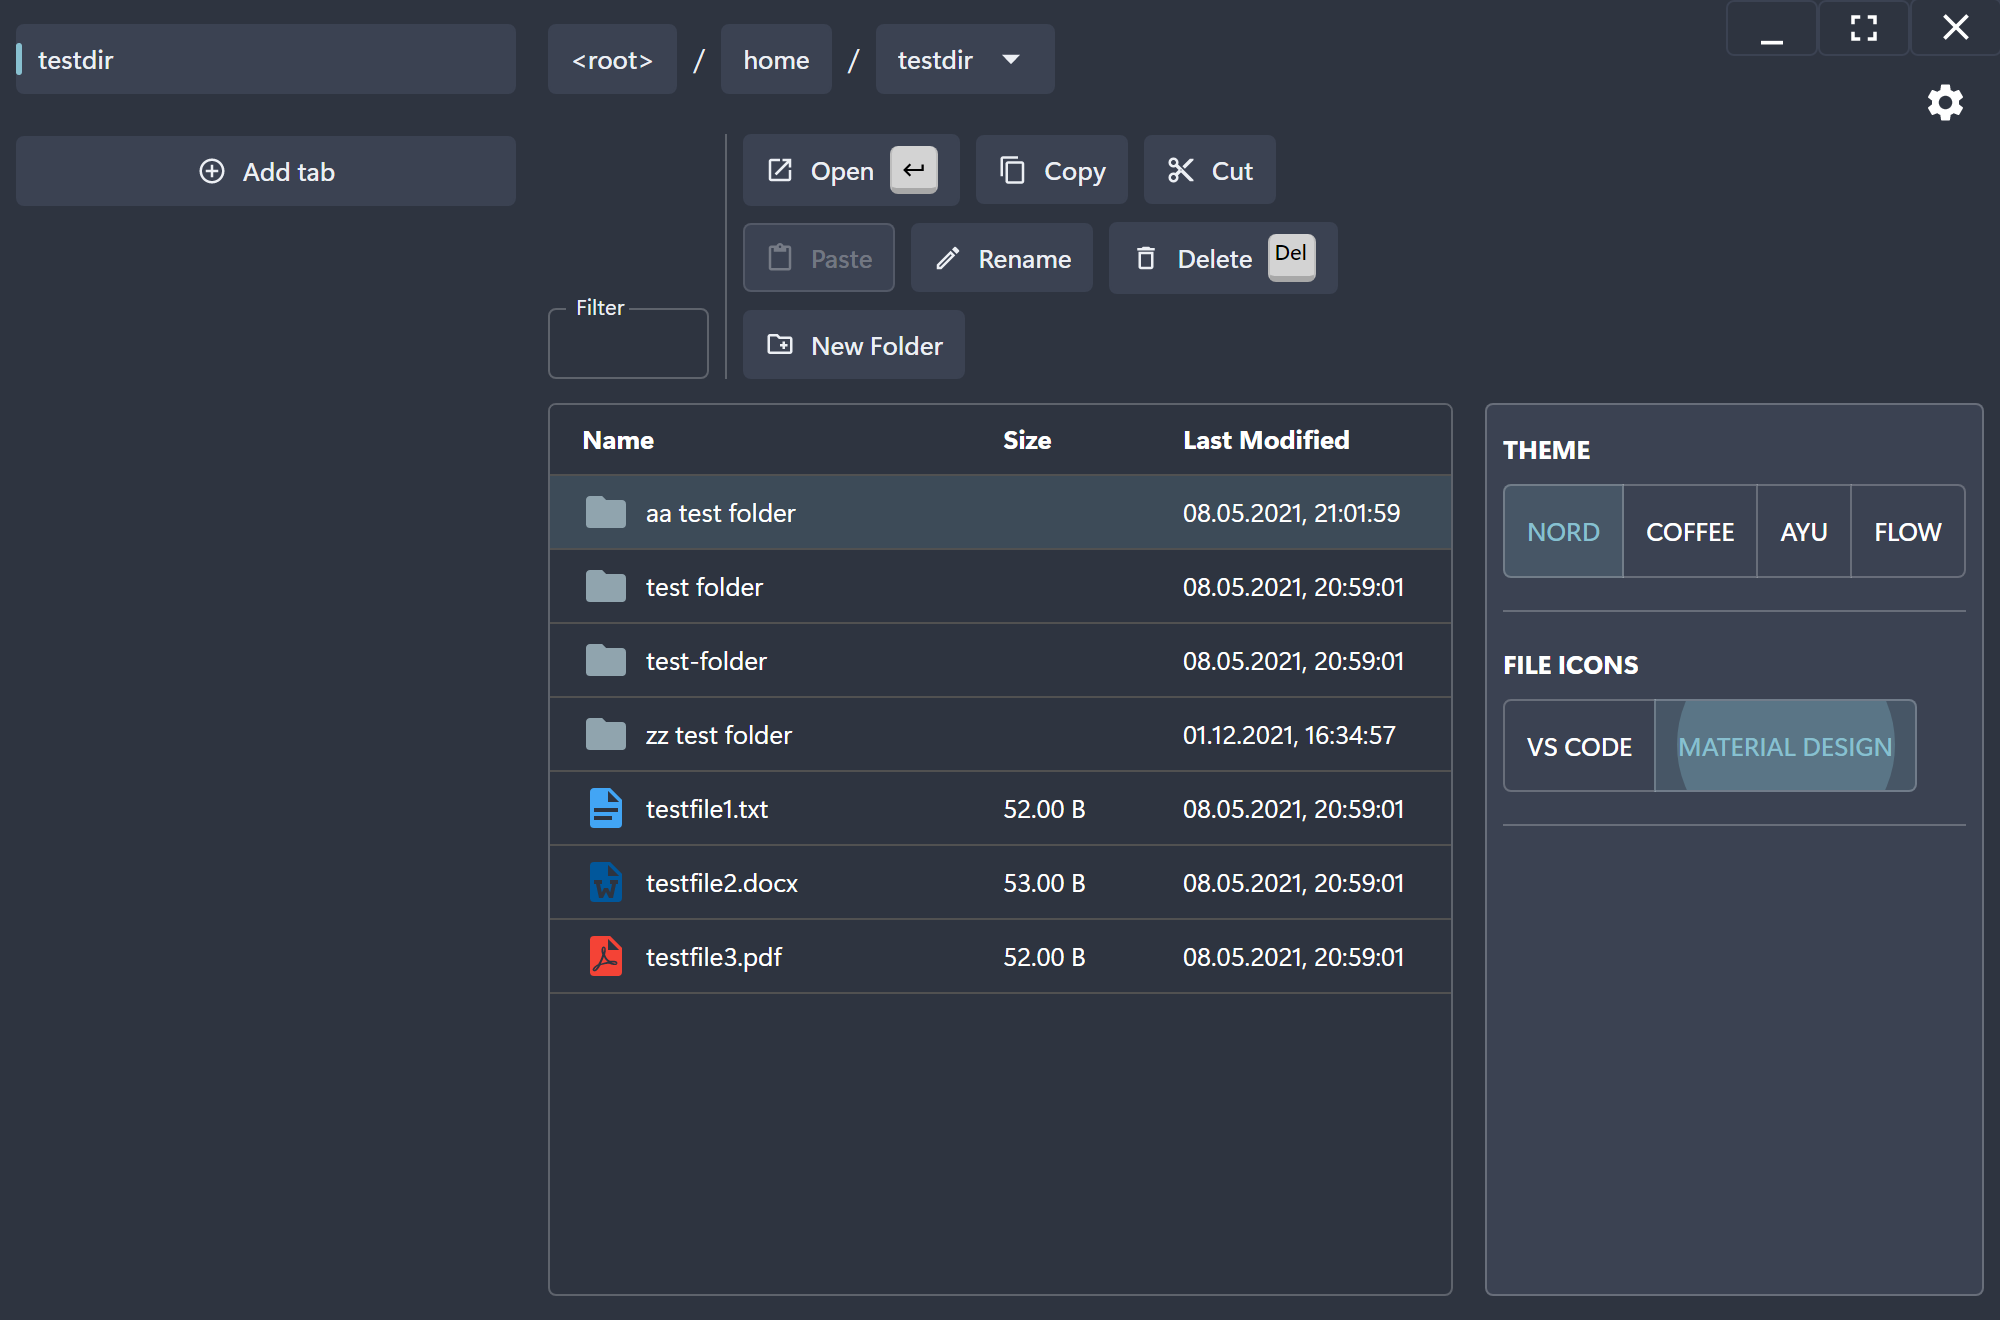 testdir
<root> / home / testdir
Add tab
Open Copy Cut
Paste Rename Delete Del
Filter
New Folder
Name Size Last Modified
aa test folder 08.05.2021, 21:01:59
test folder 08.05.2021, 20:59:01
test-folder 08.05.2021, 20:59:01
zz test folder 01.12.2021, 16:34:57
testfile1.txt 52.00 B 08.05.2021, 20:59:01
testfile2.docx 53.00 B 08.05.2021, 20:59:01
testfile3.pdf 52.00 B 08.05.2021, 20:59:01
THEME
NORD COFFEE AYU FLOW
FILE ICONS
VS CODE MATERIAL DESIGN